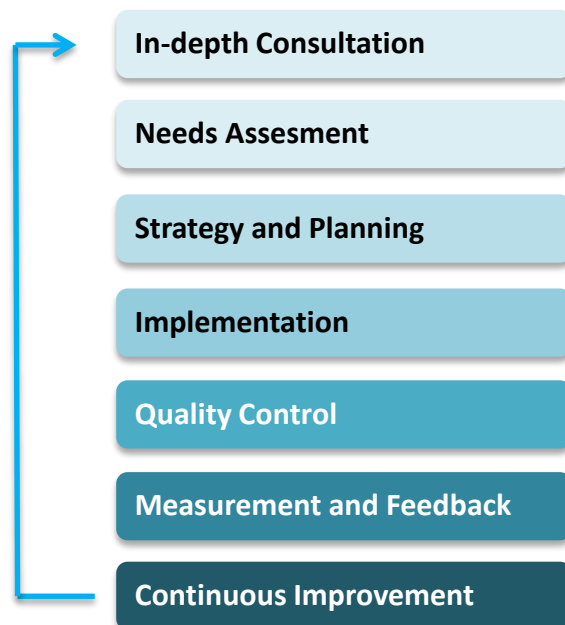 In-depth Consultation
Needs Assesment
Strategy and Planning
Implementation
Quality Control
Measurement and Feedback
Continuous Improvement